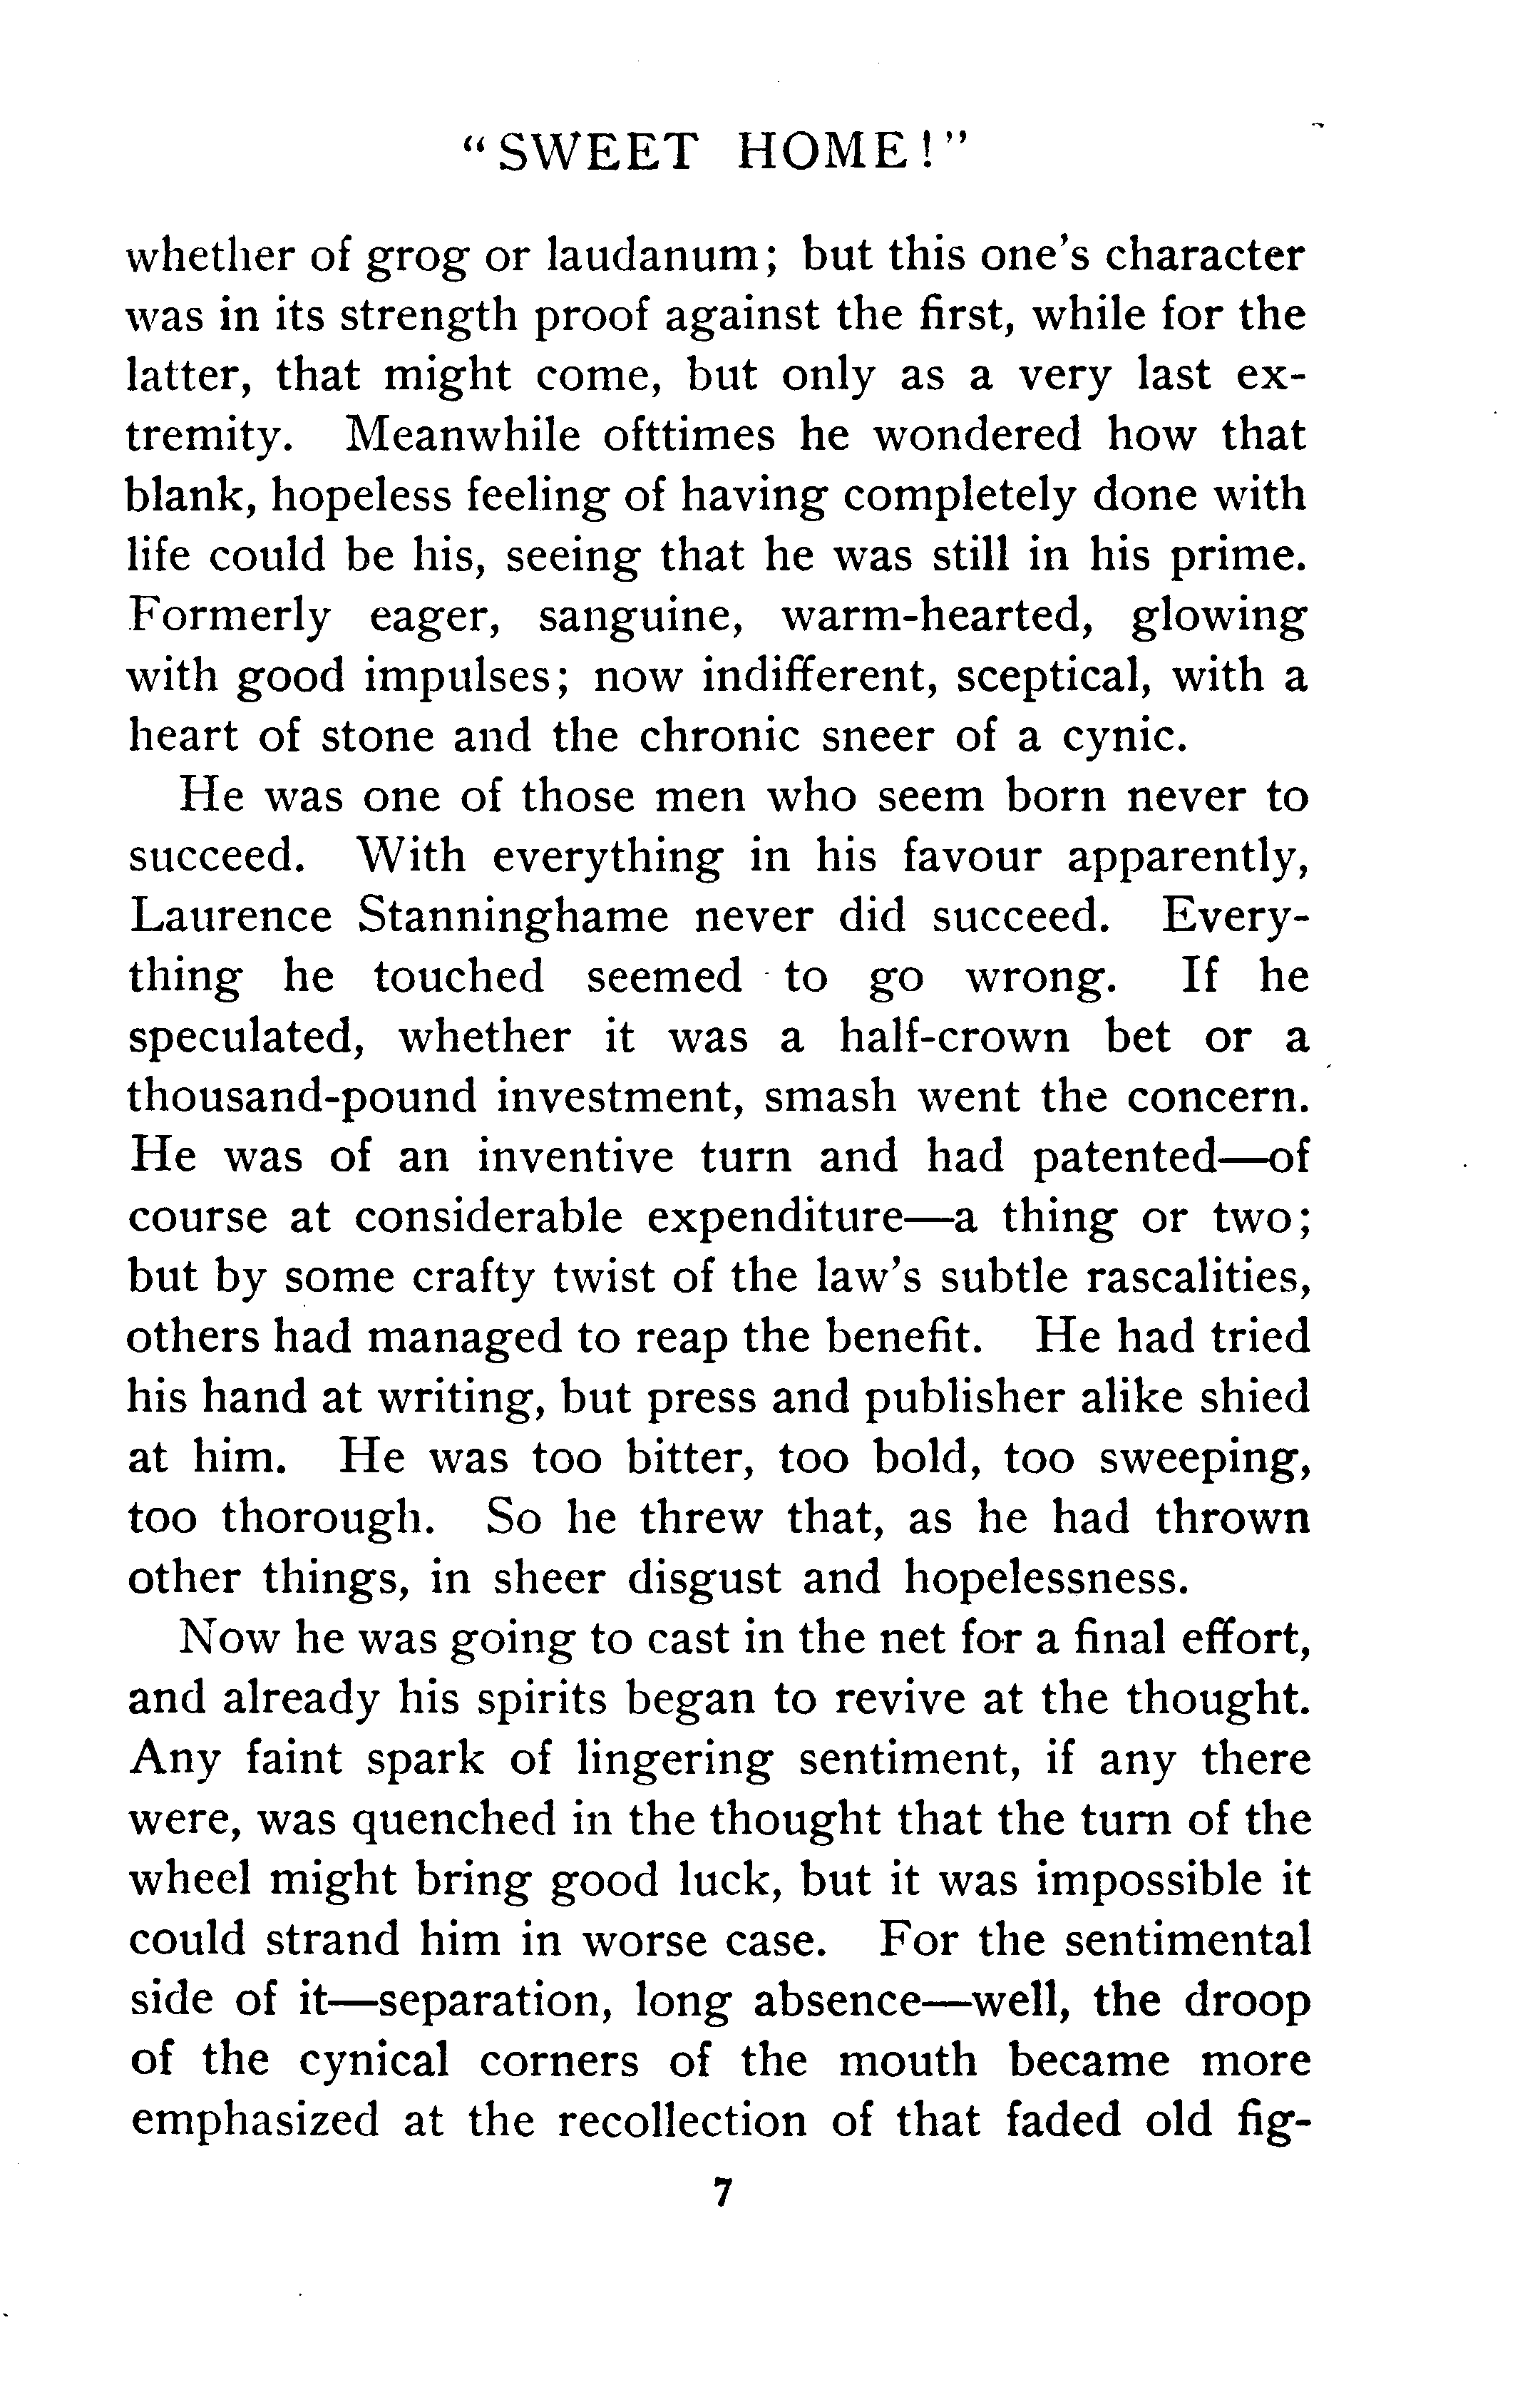 "SWEET HOME!"
whether of grog or laudanum; but this one's character
was in its strength proof against the first, while for the
latter, that might come, but only as a very last ex-
tremity. Meanwhile ofttimes he wondered how that
blank, hopeless feeling of having completely done with
life could be his, seeing that he was still in his prime.
Formerly eager, sanguine, warm-hearted, glowing
with good impulses; now indifferent, sceptical, with a
heart of stone and the chronic sneer of a cynic.
He was one of those men who seem born never to
succeed. With everything in his favour apparently,
Laurence Stanninghame never did succeed. Every-
thing he touched seemed to go wrong. If he
speculated, whether it was a half-crown bet or a
thousand-pound investment, smash went the concern.
He was of an inventive turn and had patented—of
course at considerable expenditure—a thing or two;
but by some crafty twist of the law's subtle rascalities,
others had managed to reap the benefit. He had tried
his hand at writing, but press and publisher alike shied
at him. He was too bitter, too bold, too sweeping,
too thorough. So he threw that, as he had thrown
other things, in sheer disgust and hopelessness.
Now he was going to cast in the net for a final effort,
and already his spirits began to revive at the thought.
Any faint spark of lingering sentiment, if any there
were, was quenched in the thought that the turn of the
wheel might bring good luck, but it was impossible it
could strand him in worse case. For the sentimental
side of it—separation, long absence—well, the droop
of the cynical corners of the mouth became more
emphasized at the recollection of that faded old fig-
7